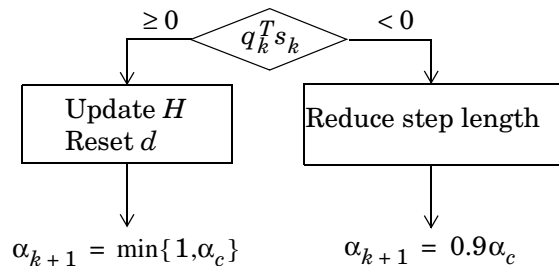 ≥ 0
< 0
q_k^T s_k
Update H
Reset d
Reduce step length
α_{k+1} = min{1,α_c}
α_{k+1} = 0.9α_c